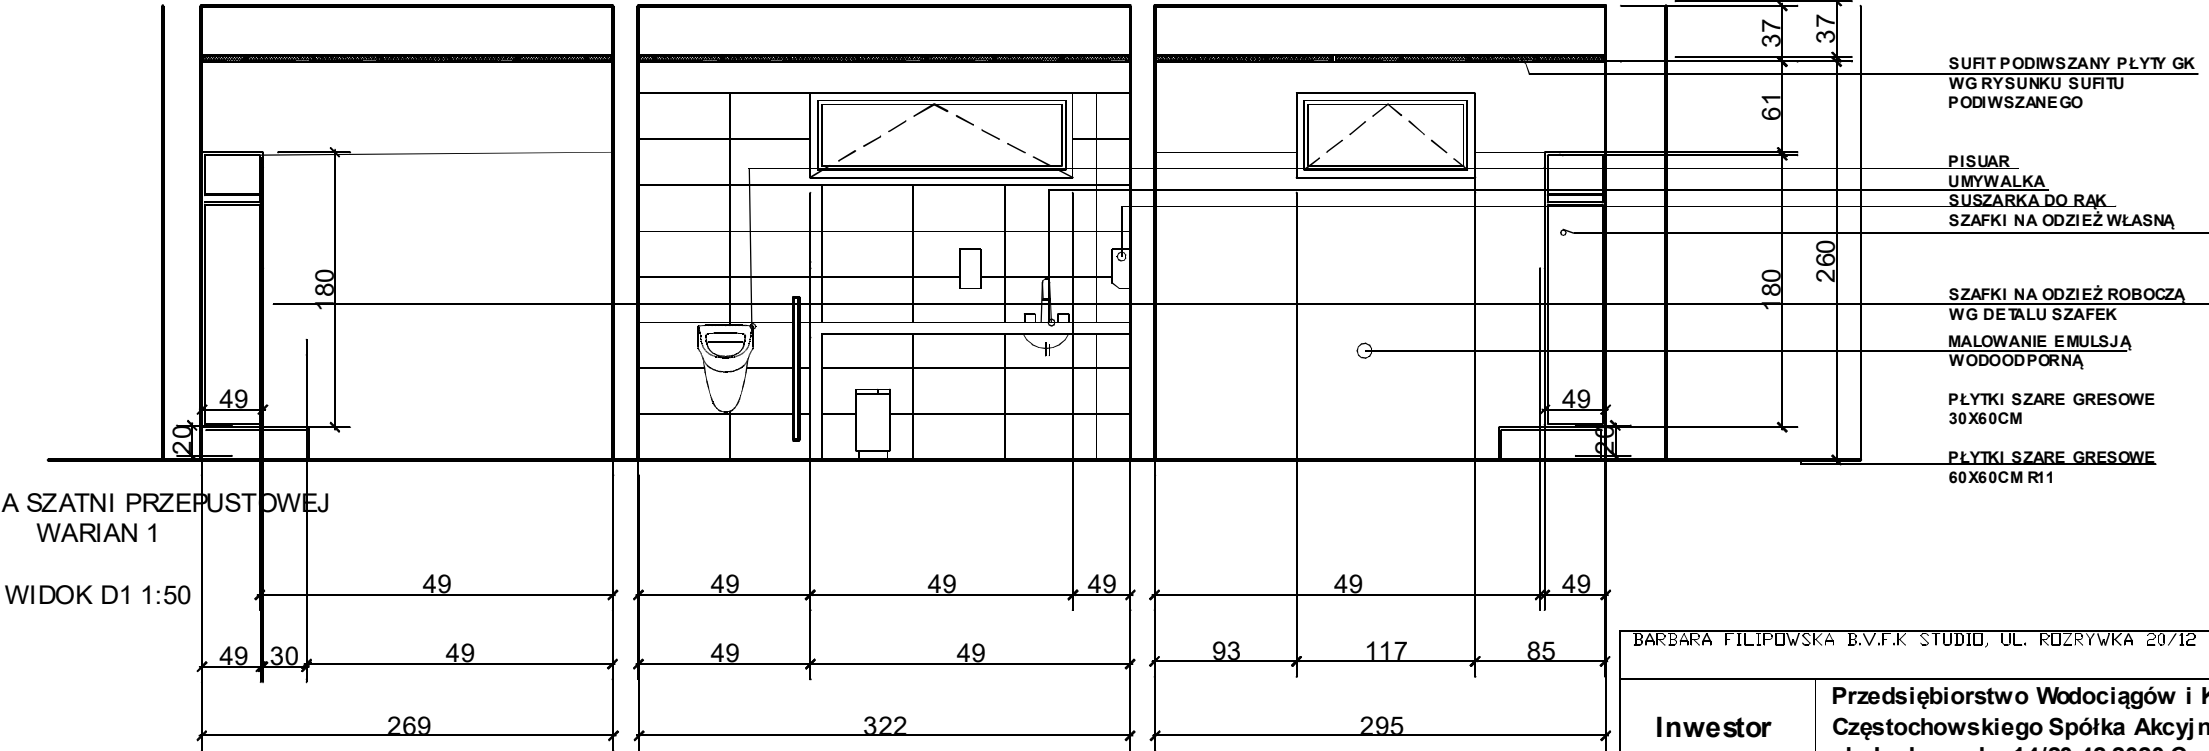 37
37
SUFIT PODIWSZANY PŁYTY GK
WG RYSUNKU SUFITU
PODIWSZANEGO
61
PISUAR
UMYWALKA
SUSZARKA DO RĄK
SZAFKI NA ODZIEŻ WŁASNĄ
180
180
260
SZAFKI NA ODZIEŻ ROBOCZĄ
WG DETALU SZAFEK
MALOWANIE EMULSJĄ
WODOODPORNĄ
49
49
PŁYTKI SZARE GRESOWE
30X60CM
20
20
PŁYTKI SZARE GRESOWE
60X60CM R11
A SZATNI PRZEPUSTOWEJ
WARIAN 1
WIDOK D1 1:50
49 49 49 49 49 49
49 30 49 49 49 93 117 85
269 322 295
BARBARA FILIPOWSKA B.V.F.K STUDIO, UL. ROZRYWKA 20/12
Inwestor
Przedsiębiorstwo Wodociągów i K
Częstochowskiego Spółka Akcyjn